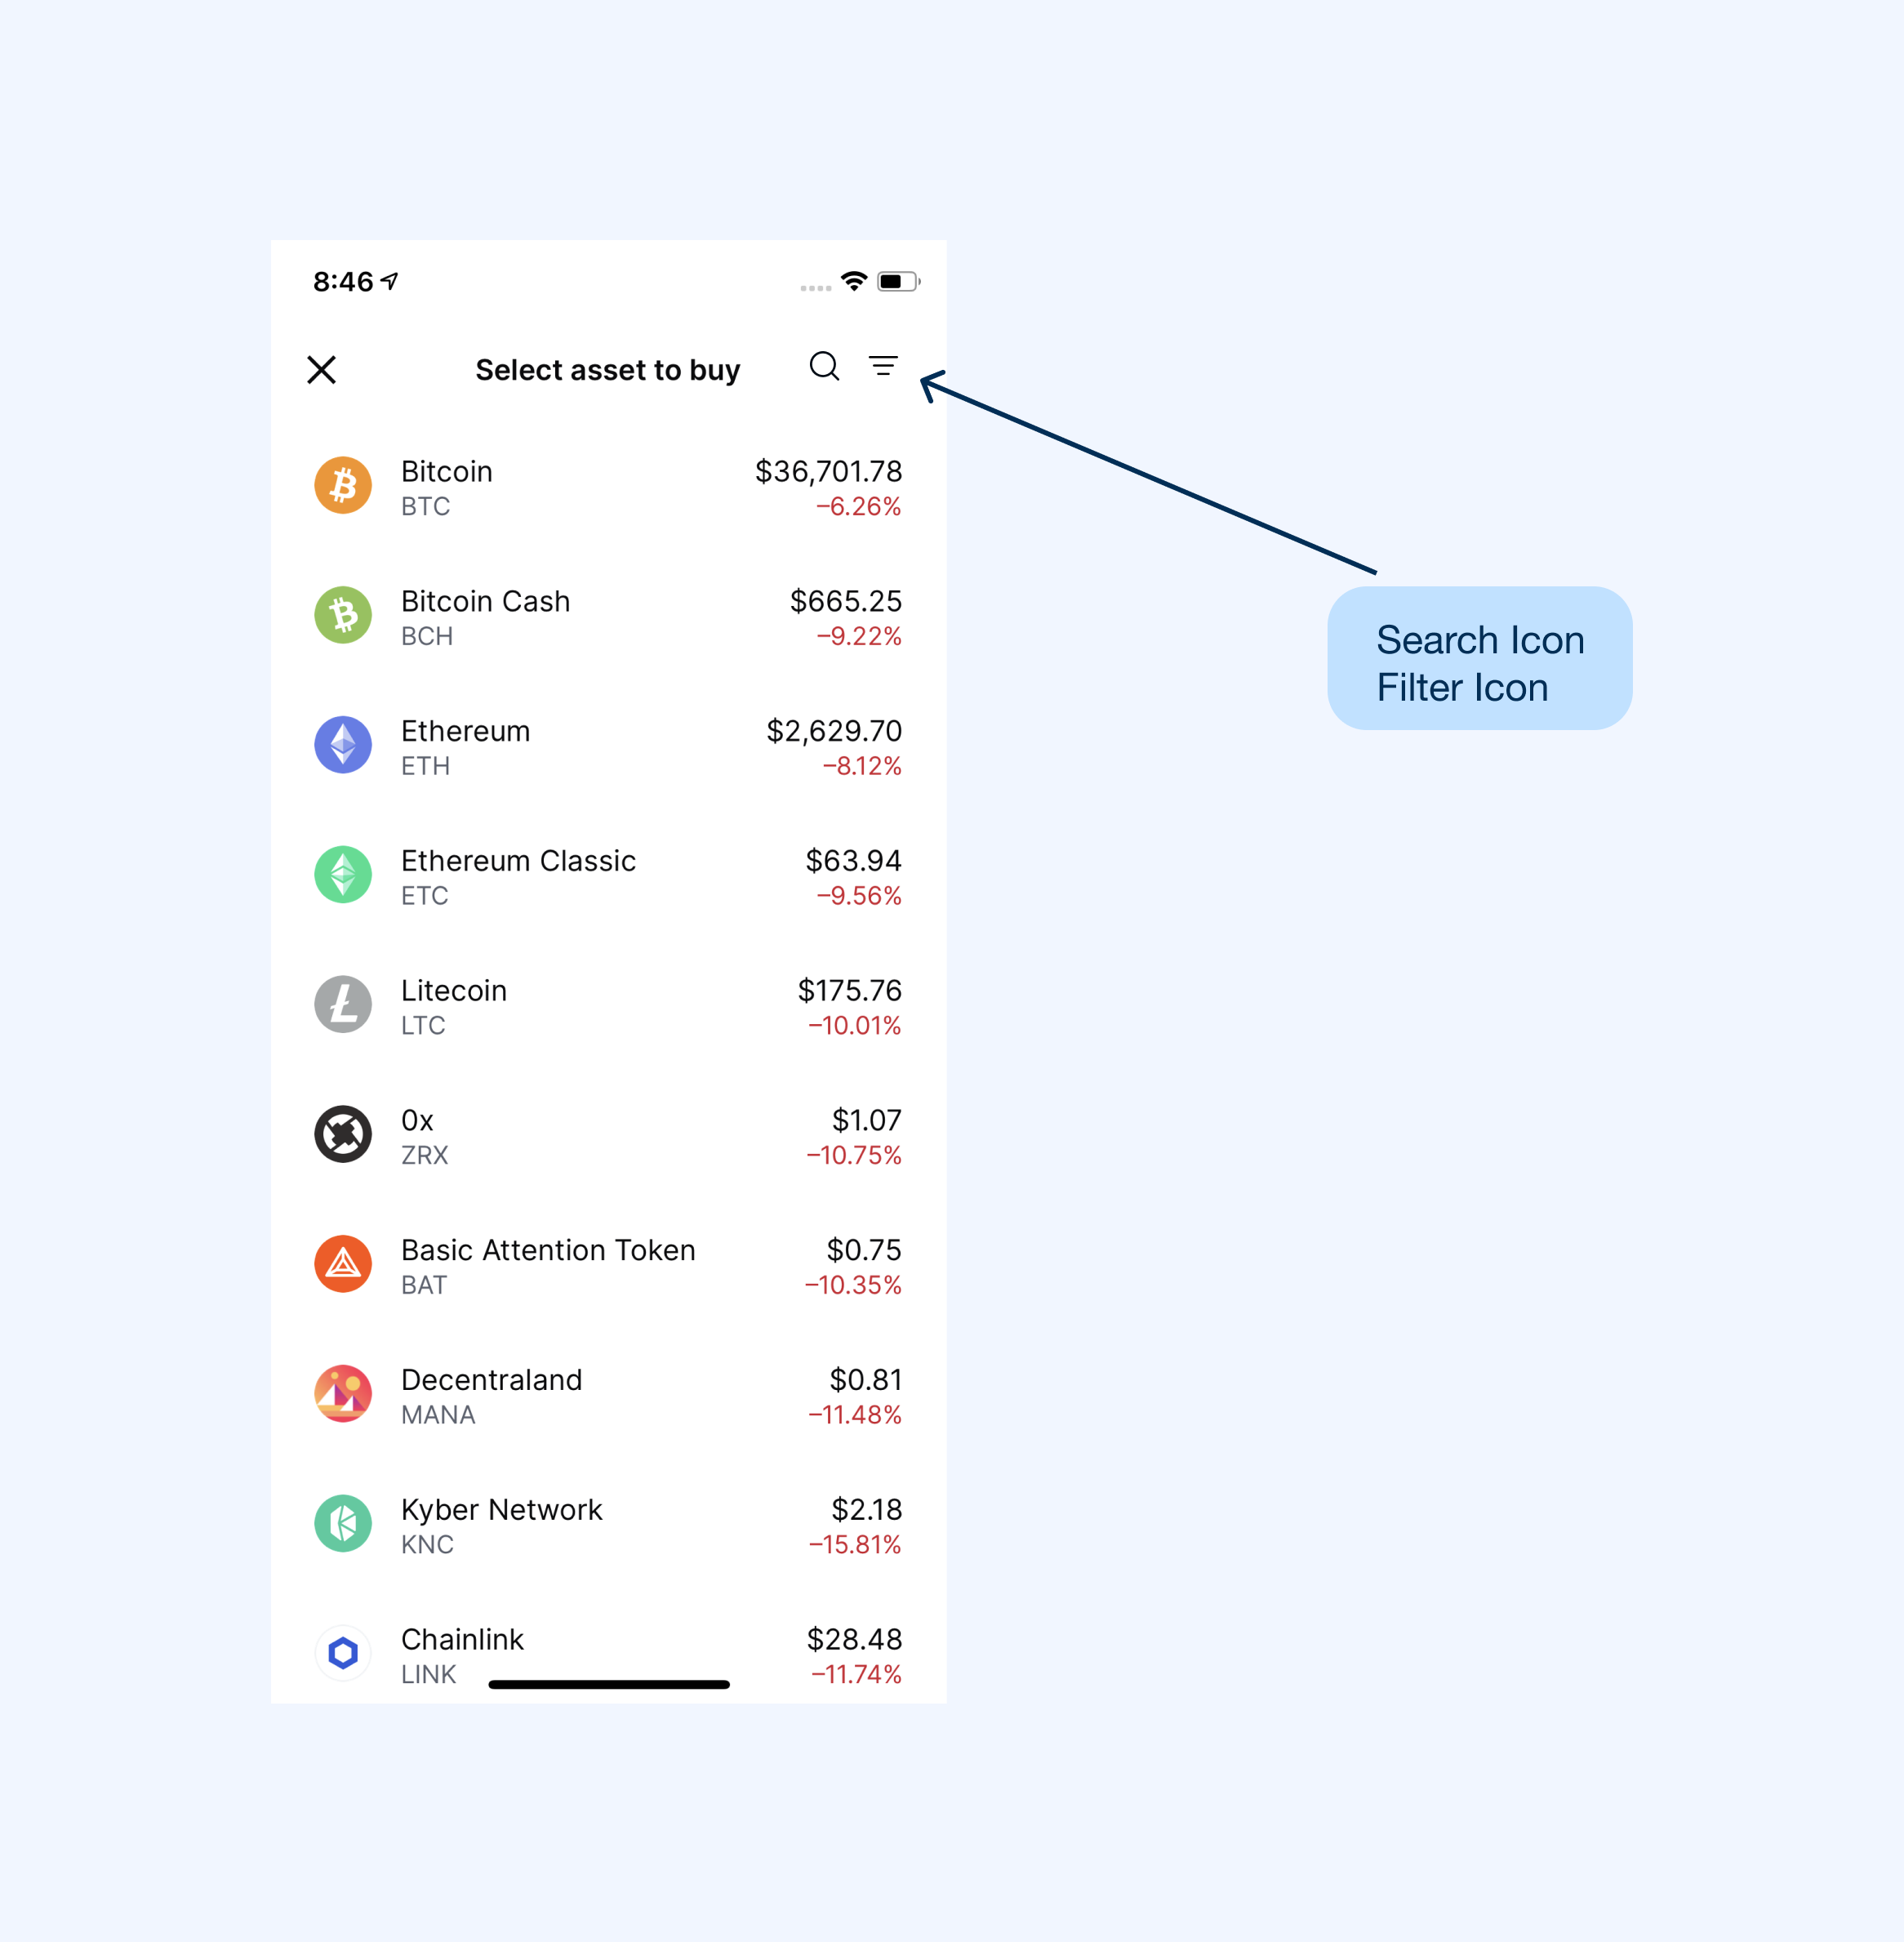 8:46
Select asset to buy
Bitcoin $36,701.78
BTC –6.26%
Bitcoin Cash $665.25
BCH –9.22%
Ethereum $2,629.70
ETH –8.12%
Ethereum Classic $63.94
ETC –9.56%
Litecoin $175.76
LTC –10.01%
0x $1.07
ZRX –10.75%
Basic Attention Token $0.75
BAT –10.35%
Decentraland $0.81
MANA –11.48%
Kyber Network $2.18
KNC –15.81%
Chainlink $28.48
LINK –11.74%
Search Icon
Filter Icon